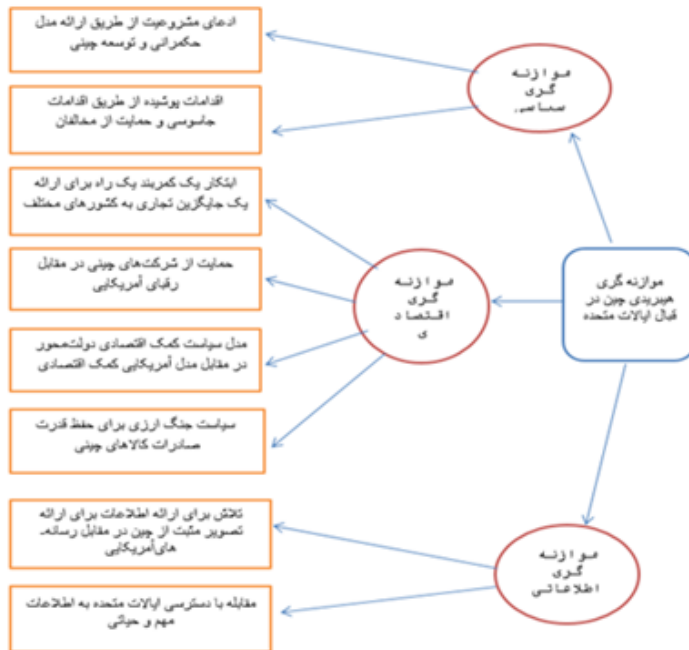 موازنه گری
هیبریدی چین در
قبال ایالات متحده
موازنه
گری
سیاسی
ادعای مشروعیت از طریق ارائه مدل
حکمرانی و توسعه چینی
اقدامات پوشیده از طریق اقدامات
جاسوسی و حمایت از مخالفان
موازنه
گری
اقتصاد
ی
ابتکار یک کمربند یک راه برای ارائه
یک جایگزین تجاری به کشورهای مختلف
حمایت از شرکت‌های چینی در مقابل
رقبای آمریکایی
مدل سیاست کمک اقتصادی دولت‌محور
در مقابل مدل آمریکایی کمک اقتصادی
سیاست جنگ ارزی برای حفظ قدرت
صادرات کالاهای چینی
موازنه
گری
اطلاعاتی
تلاش برای ارائه اطلاعات برای ارائه
تصویر مثبت از چین در مقابل رسانه-
های‌آمریکایی
مقابله با دسترسی ایالات متحده به اطلاعات
مهم و حیاتی